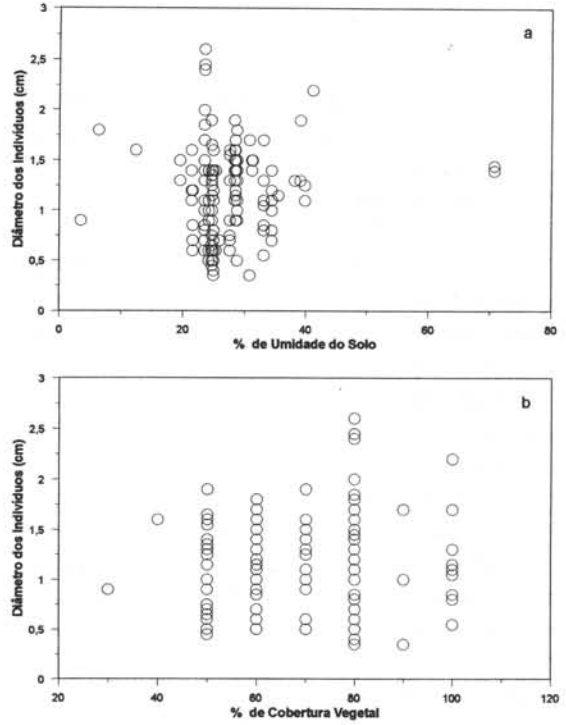 a
3
2,5
2
1,5
1
0,5
0
Diâmetro dos Indivíduos (cm)
0 20 40 60 80
% de Umidade do Solo
b
3
2,5
2
1,5
1
0,5
0
Diâmetro dos Indivíduos (cm)
20 40 60 80 100 120
% de Cobertura Vegetal